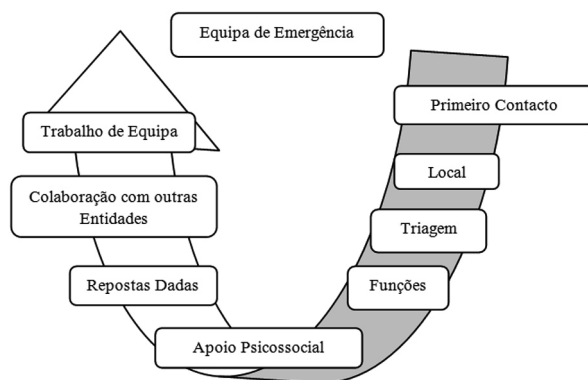 Equipa de Emergência
Primeiro Contacto
Trabalho de Equipa
Local
Colaboração com outras
Entidades
Triagem
Repostas Dadas
Funções
Apoio Psicossocial